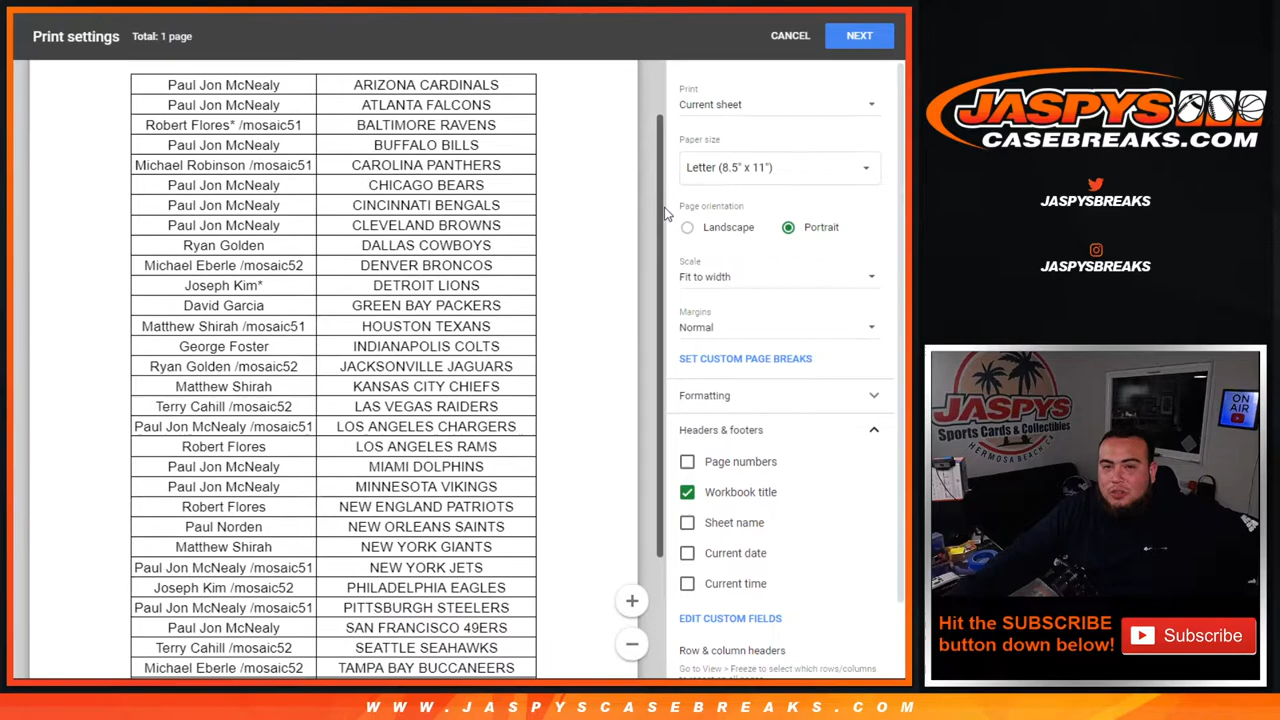 Print settings Total: 1 page CANCEL NEXT
Paul Jon McNealy ARIZONA CARDINALS
Paul Jon McNealy ATLANTA FALCONS
Robert Flores* /mosaic51 BALTIMORE RAVENS
Paul Jon McNealy BUFFALO BILLS
Michael Robinson /mosaic51 CAROLINA PANTHERS
Paul Jon McNealy CHICAGO BEARS
Paul Jon McNealy CINCINNATI BENGALS
Paul Jon McNealy CLEVELAND BROWNS
Ryan Golden DALLAS COWBOYS
Michael Eberle /mosaic52 DENVER BRONCOS
Joseph Kim* DETROIT LIONS
David Garcia GREEN BAY PACKERS
Matthew Shirah /mosaic51 HOUSTON TEXANS
George Foster INDIANAPOLIS COLTS
Ryan Golden /mosaic52 JACKSONVILLE JAGUARS
Matthew Shirah KANSAS CITY CHIEFS
Terry Cahill /mosaic52 LAS VEGAS RAIDERS
Paul Jon McNealy /mosaic51 LOS ANGELES CHARGERS
Robert Flores LOS ANGELES RAMS
Paul Jon McNealy MIAMI DOLPHINS
Paul Jon McNealy MINNESOTA VIKINGS
Robert Flores NEW ENGLAND PATRIOTS
Paul Norden NEW ORLEANS SAINTS
Matthew Shirah NEW YORK GIANTS
Paul Jon McNealy /mosaic51 NEW YORK JETS
Joseph Kim /mosaic52 PHILADELPHIA EAGLES
Paul Jon McNealy /mosaic51 PITTSBURGH STEELERS
Paul Jon McNealy SAN FRANCISCO 49ERS
Terry Cahill /mosaic52 SEATTLE SEAHAWKS
Michael Eberle /mosaic52 TAMPA BAY BUCCANEERS
Print
Current sheet
Paper size
Letter (8.5" x 11")
Page orientation
Landscape Portrait
Scale
Fit to width
Margins
Normal
SET CUSTOM PAGE BREAKS
Formatting
Headers & footers
Page numbers
Workbook title
Sheet name
Current date
Current time
EDIT CUSTOM FIELDS
Row & column headers
Go to View > Freeze to select which rows/columns
JASPYS
CASEBREAKS.COM
JASPYSBREAKS
JASPYSBREAKS
JASPYS
Sports Cards & Collectibles
HERMOSA BEACH, CA
ON AIR
Hit the SUBSCRIBE
button down below!
Subscribe
WWW.JASPYSCASEBREAKS.COM